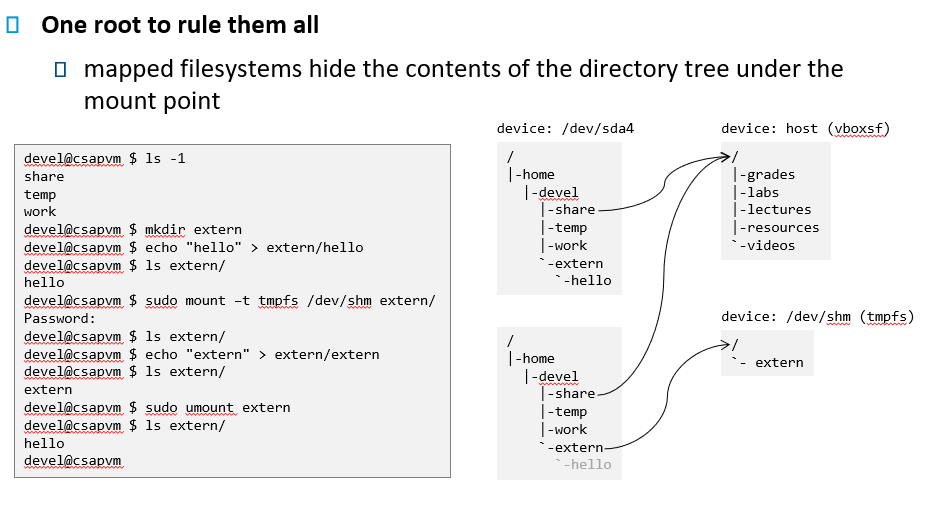 One root to rule them all
mapped filesystems hide the contents of the directory tree under the
mount point
devel@csapvm $ ls -1
share
temp
work
devel@csapvm $ mkdir extern
devel@csapvm $ echo "hello" > extern/hello
devel@csapvm $ ls extern/
hello
devel@csapvm $ sudo mount –t tmpfs /dev/shm extern/
Password:
devel@csapvm $ ls extern/
devel@csapvm $ echo "extern" > extern/extern
devel@csapvm $ ls extern/
extern
devel@csapvm $ sudo umount extern
devel@csapvm $ ls extern/
hello
devel@csapvm
device: /dev/sda4
/
|-home
|-devel
|-share
|-temp
|-work
`-extern
`-hello
device: host (vboxsf)
/
|-grades
|-labs
|-lectures
|-resources
`-videos
/
|-home
|-devel
|-share
|-temp
|-work
`-extern
`-hello
device: /dev/shm (tmpfs)
/
`- extern